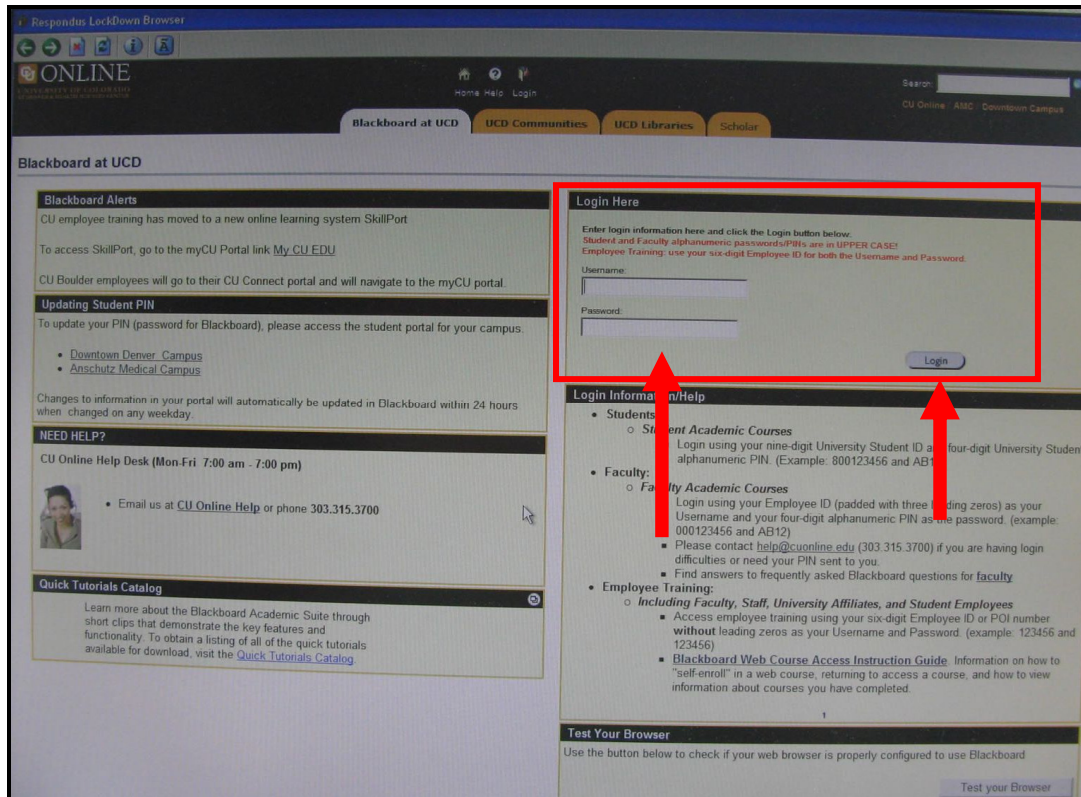 Respondus LockDown Browser
ONLINE
UNIVERSITY OF COLORADO
Home Help Login
Search:
CU Online AMC Downtown Campus
Blackboard at UCD
UCD Communities
UCD Libraries
Scholar
Blackboard at UCD
Blackboard Alerts
CU employee training has moved to a new online learning system SkillPort
To access SkillPort, go to the myCU Portal link My CU EDU
CU Boulder employees will go to their CU Connect portal and will navigate to the myCU portal.
Updating Student PIN
To update your PIN (password for Blackboard), please access the student portal for your campus.
• Downtown Denver Campus
• Anschutz Medical Campus
Changes to information in your portal will automatically be updated in Blackboard within 24 hours
when changed on any weekday.
NEED HELP?
CU Online Help Desk (Mon-Fri 7:00 am - 7:00 pm)
• Email us at CU Online Help or phone 303.315.3700
Quick Tutorials Catalog
Learn more about the Blackboard Academic Suite through
short clips that demonstrate the key features and
functionality. To obtain a listing of all of the quick tutorials
available for download, visit the Quick Tutorials Catalog.
Login Here
Enter login information here and click the Login button below.
Student and Faculty alphanumeric passwords/PINs are in UPPER CASE!
Employee Training: use your six-digit Employee ID for both the Username and Password.
Username:
Password:
Login
Login Information/Help
• Students
○ Student Academic Courses
Login using your nine-digit University Student ID a four-digit University Studen
alphanumeric PIN. (Example: 800123456 and AB1
• Faculty:
○ Faculty Academic Courses
Login using your Employee ID (padded with three leading zeros) as your
Username and your four-digit alphanumeric PIN as the password. (example:
000123456 and AB12)
■ Please contact help@cuonline.edu (303.315.3700) if you are having login
difficulties or need your PIN sent to you.
■ Find answers to frequently asked Blackboard questions for faculty
• Employee Training:
○ Including Faculty, Staff, University Affiliates, and Student Employees
■ Access employee training using your six-digit Employee ID or POI number
without leading zeros as your Username and Password. (example: 123456 and
123456)
■ Blackboard Web Course Access Instruction Guide. Information on how to
"self-enroll" in a web course, returning to access a course, and how to view
information about courses you have completed.
1
Test Your Browser
Use the button below to check if your web browser is properly configured to use Blackboard
Test your Browser